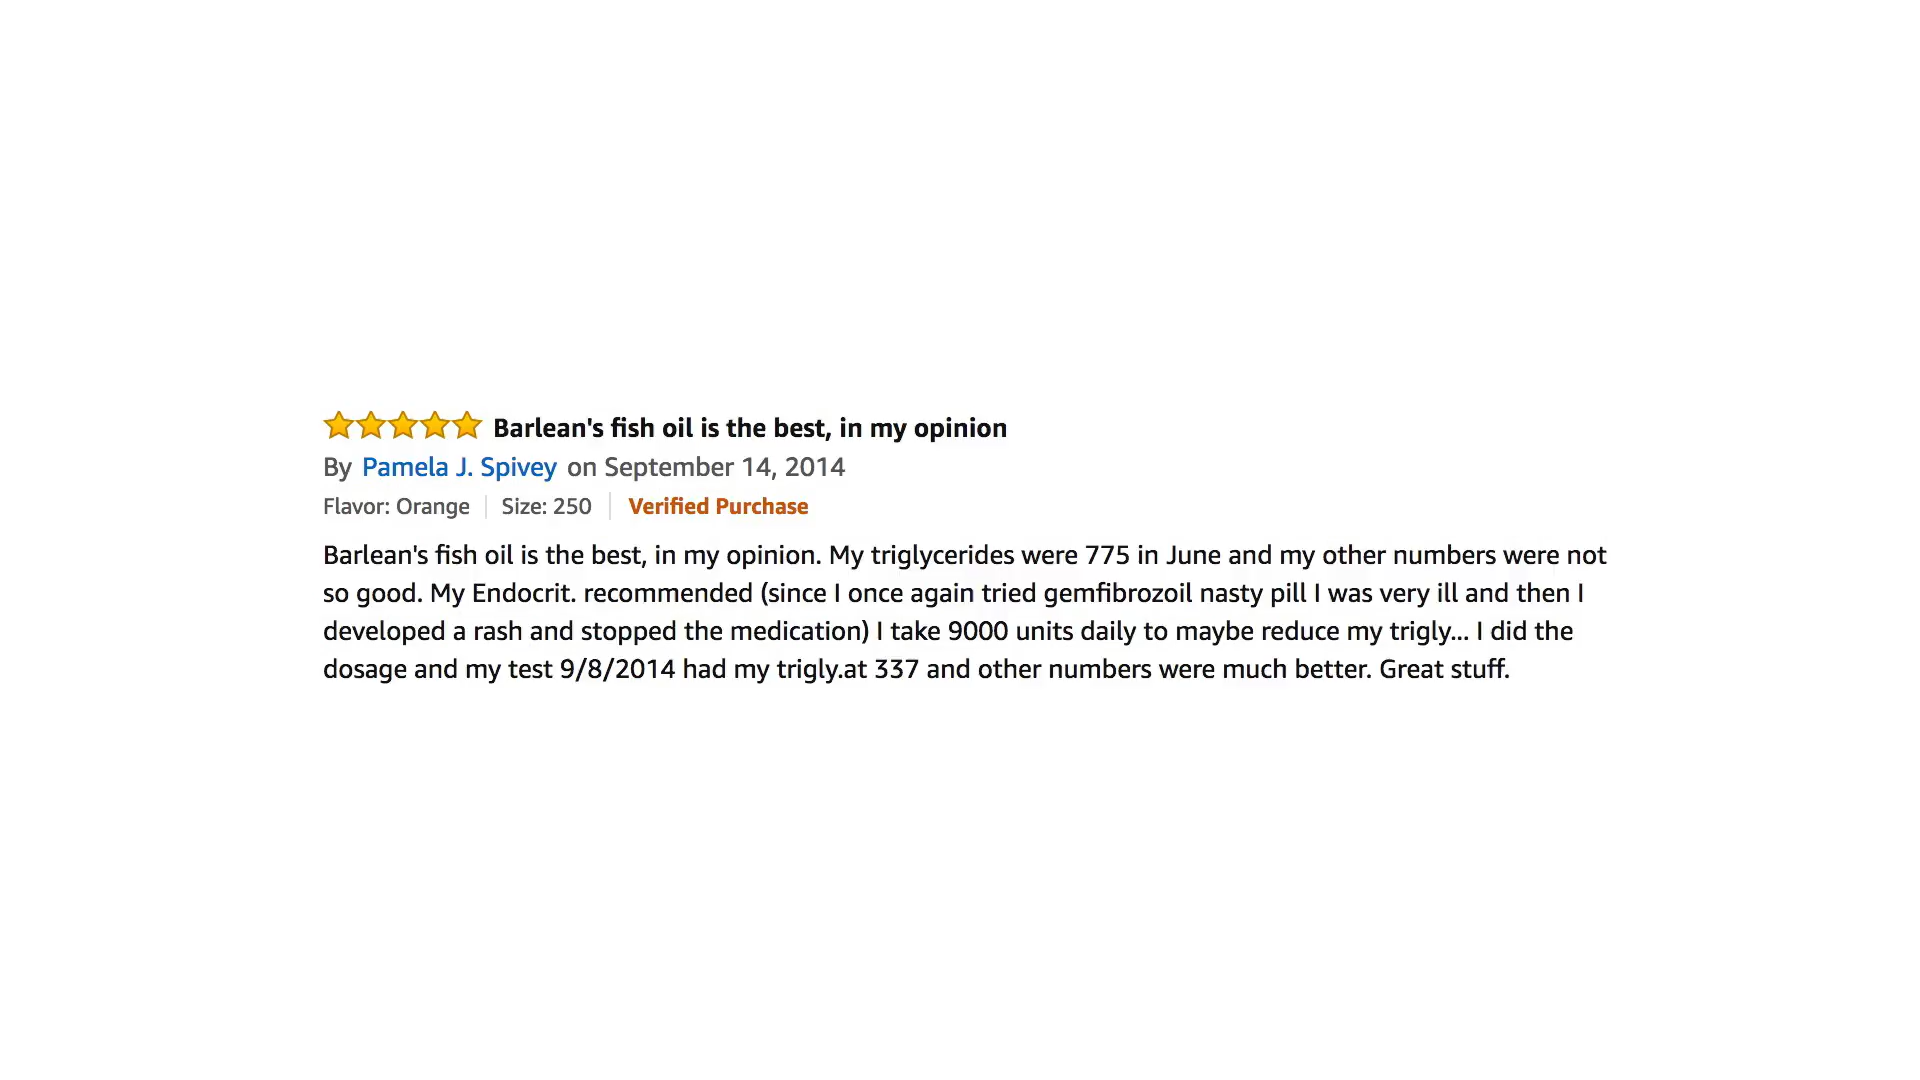 Barlean's fish oil is the best, in my opinion
By Pamela J. Spivey on September 14, 2014
Flavor: Orange | Size: 250 | Verified Purchase
Barlean's fish oil is the best, in my opinion. My triglycerides were 775 in June and my other numbers were not
so good. My Endocrit. recommended (since I once again tried gemfibrozoil nasty pill I was very ill and then I
developed a rash and stopped the medication) I take 9000 units daily to maybe reduce my trigly... I did the
dosage and my test 9/8/2014 had my trigly.at 337 and other numbers were much better. Great stuff.